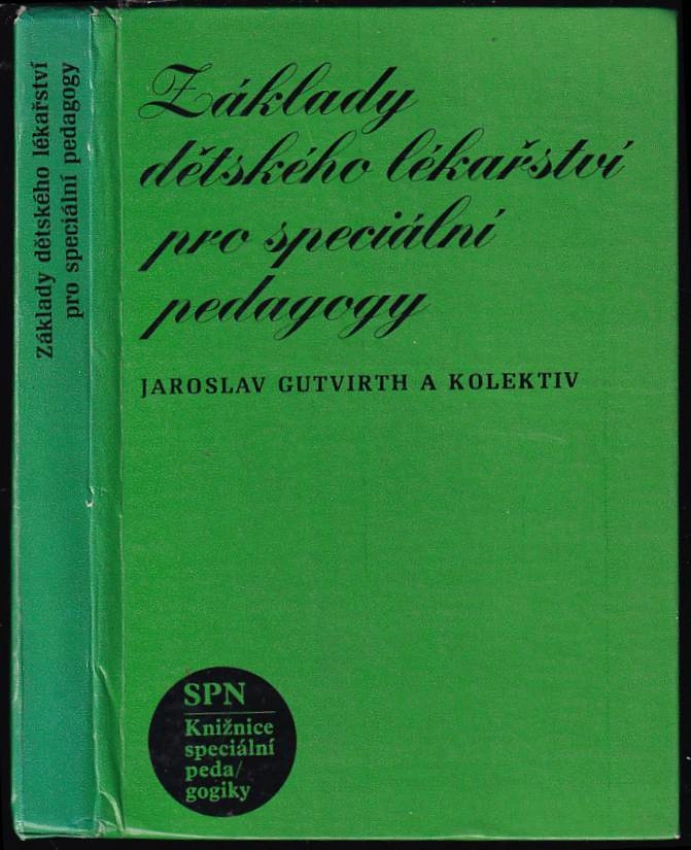 Základy dětského lékařství
pro speciální pedagogy
Základy
dětského lékařství
pro speciální
pedagogy
JAROSLAV GUTVIRTH A KOLEKTIV
SPN
Knižnice
speciální
peda/
gogiky